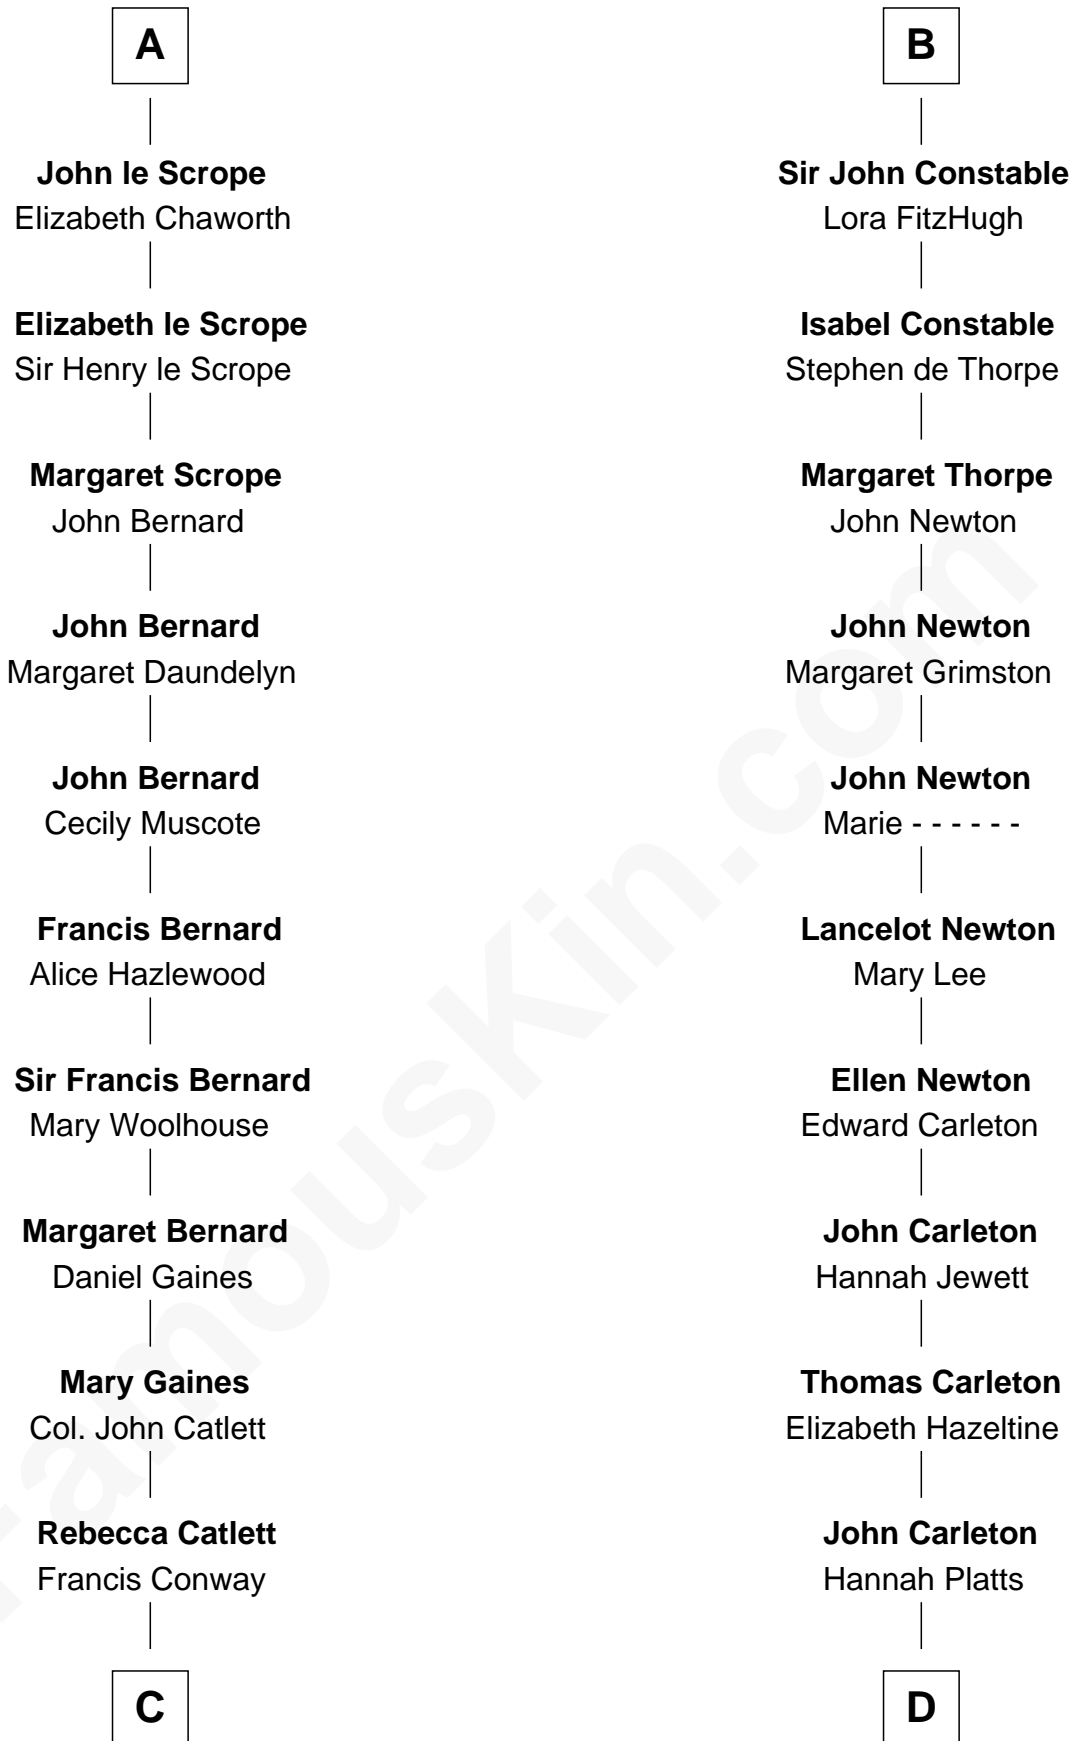 A
John le Scrope
Elizabeth Chaworth
Elizabeth le Scrope
Sir Henry le Scrope
Margaret Scrope
John Bernard
John Bernard
Margaret Daundelyn
John Bernard
Cecily Muscote
Francis Bernard
Alice Hazlewood
Sir Francis Bernard
Mary Woolhouse
Margaret Bernard
Daniel Gaines
Mary Gaines
Col. John Catlett
Rebecca Catlett
Francis Conway
C
B
Sir John Constable
Lora FitzHugh
Isabel Constable
Stephen de Thorpe
Margaret Thorpe
John Newton
John Newton
Margaret Grimston
John Newton
Marie - - - - - -
Lancelot Newton
Mary Lee
Ellen Newton
Edward Carleton
John Carleton
Hannah Jewett
Thomas Carleton
Elizabeth Hazeltine
John Carleton
Hannah Platts
D
FamousKin.com